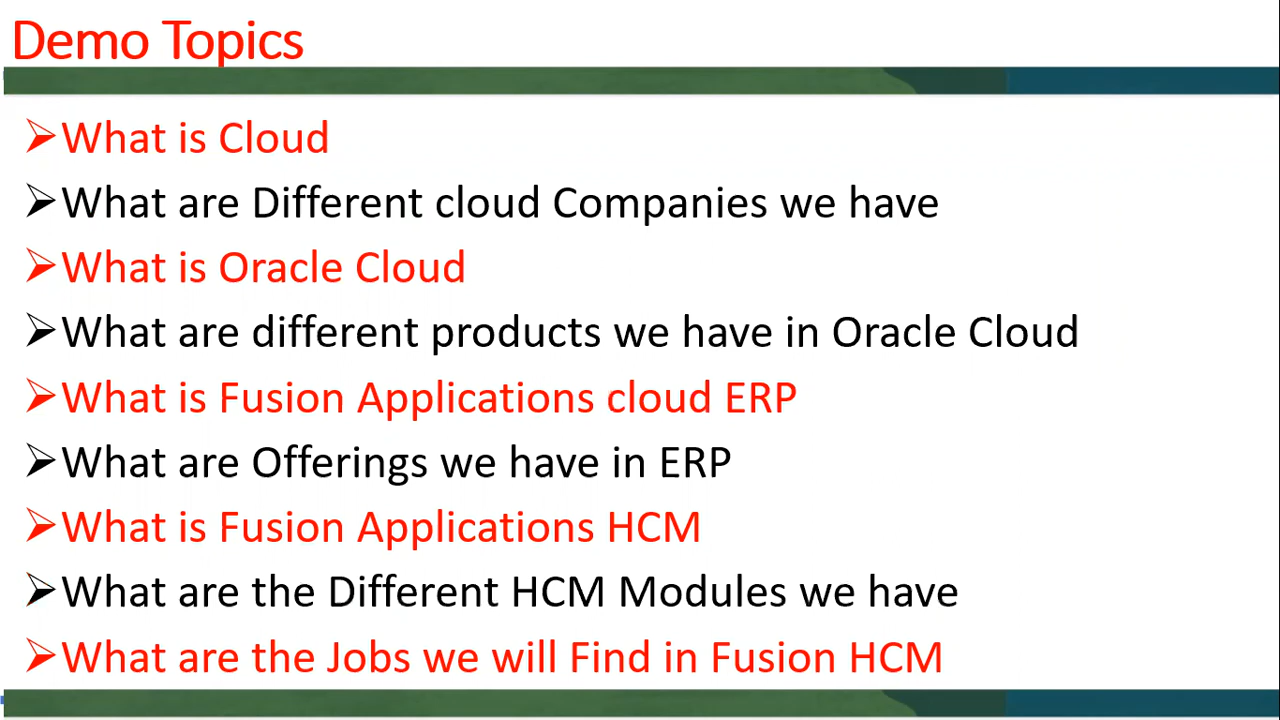 Demo Topics
➢What is Cloud
➢What are Different cloud Companies we have
➢What is Oracle Cloud
➢What are different products we have in Oracle Cloud
➢What is Fusion Applications cloud ERP
➢What are Offerings we have in ERP
➢What is Fusion Applications HCM
➢What are the Different HCM Modules we have
➢What are the Jobs we will Find in Fusion HCM